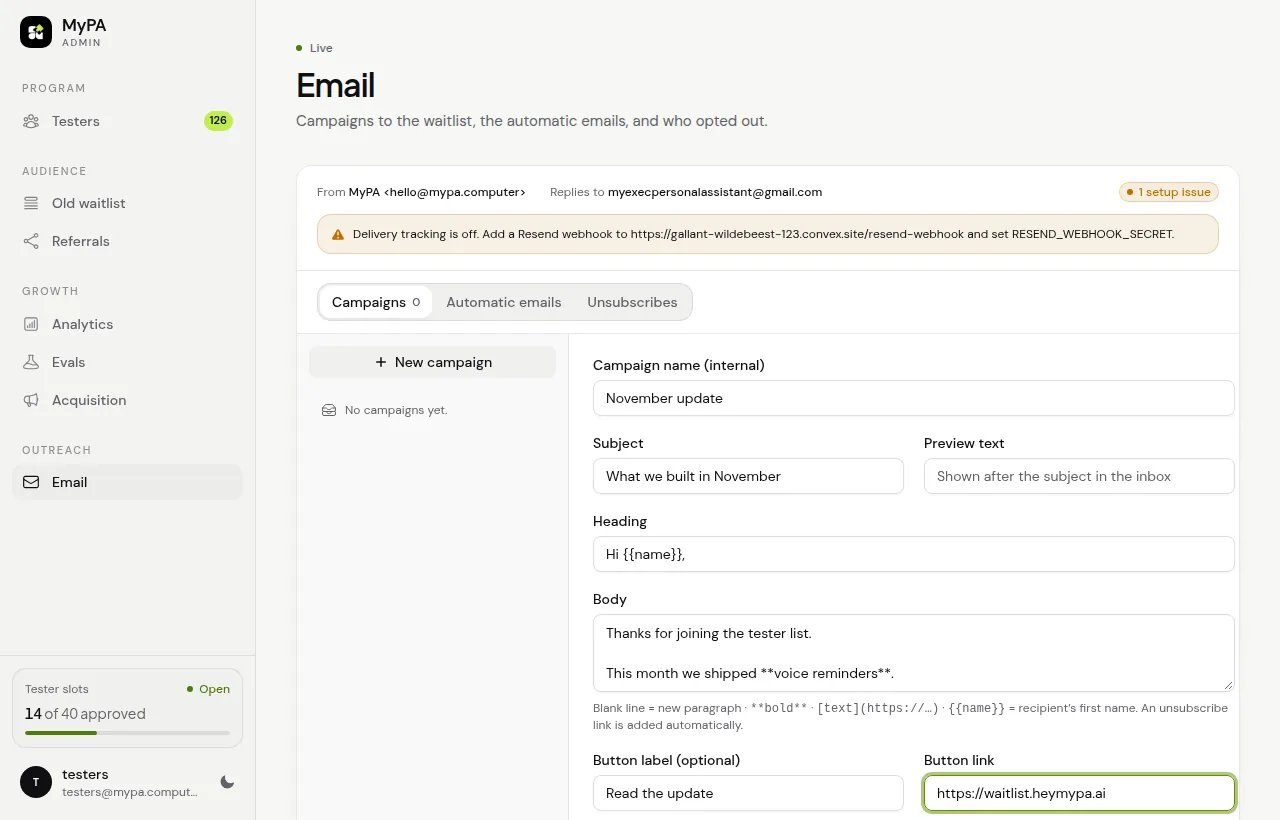 MyPA
ADMIN
PROGRAM
Testers
126
AUDIENCE
Old waitlist
Referrals
GROWTH
Analytics
Evals
Acquisition
OUTREACH
Email
Tester slots
Open
14 of 40 approved
T
testers
testers@mypa.comput...
Live
Email
Campaigns to the waitlist, the automatic emails, and who opted out.
From MyPA <hello@mypa.computer>
Replies to myexecpersonalassistant@gmail.com
1 setup issue
Delivery tracking is off. Add a Resend webhook to https://gallant-wildebeest-123.convex.site/resend-webhook and set RESEND_WEBHOOK_SECRET.
Campaigns 0
Automatic emails
Unsubscribes
+ New campaign
No campaigns yet.
Campaign name (internal)
November update
Subject
Preview text
What we built in November
Shown after the subject in the inbox
Heading
Hi {{name}},
Body
Thanks for joining the tester list.
This month we shipped **voice reminders**.
Blank line = new paragraph · **bold** · [text](https://…) · {{name}} = recipient's first name. An unsubscribe
link is added automatically.
Button label (optional)
Button link
Read the update
https://waitlist.heymypa.ai